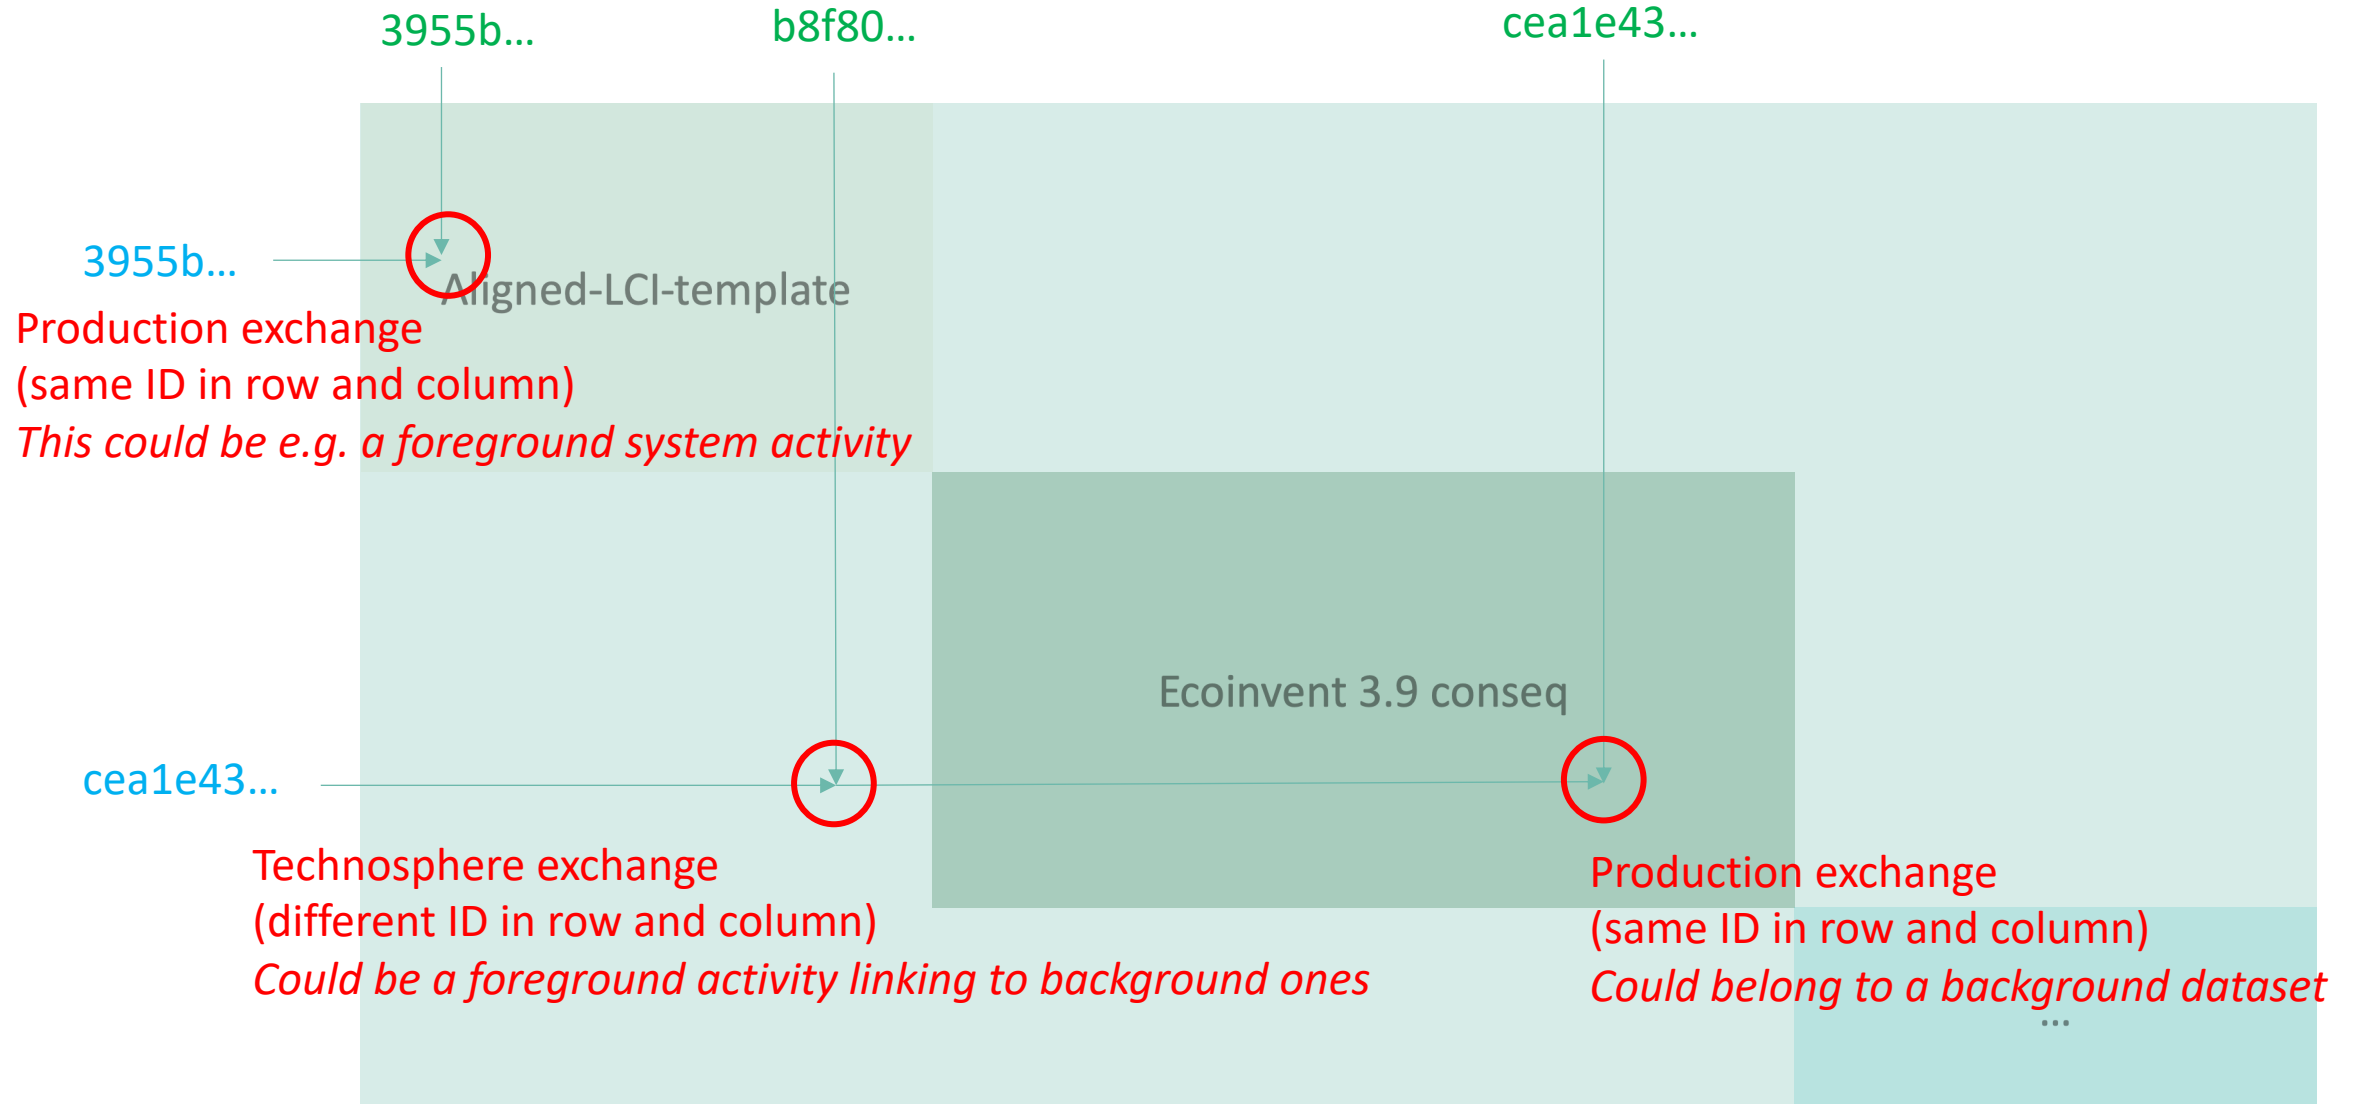 3955b...
b8f80...
cea1e43...
3955b...
Aligned-LCI-template
Production exchange
(same ID in row and column)
This could be e.g. a foreground system activity
Ecoinvent 3.9 conseq
cea1e43...
Technosphere exchange
(different ID in row and column)
Could be a foreground activity linking to background ones
Production exchange
(same ID in row and column)
Could belong to a background dataset
...